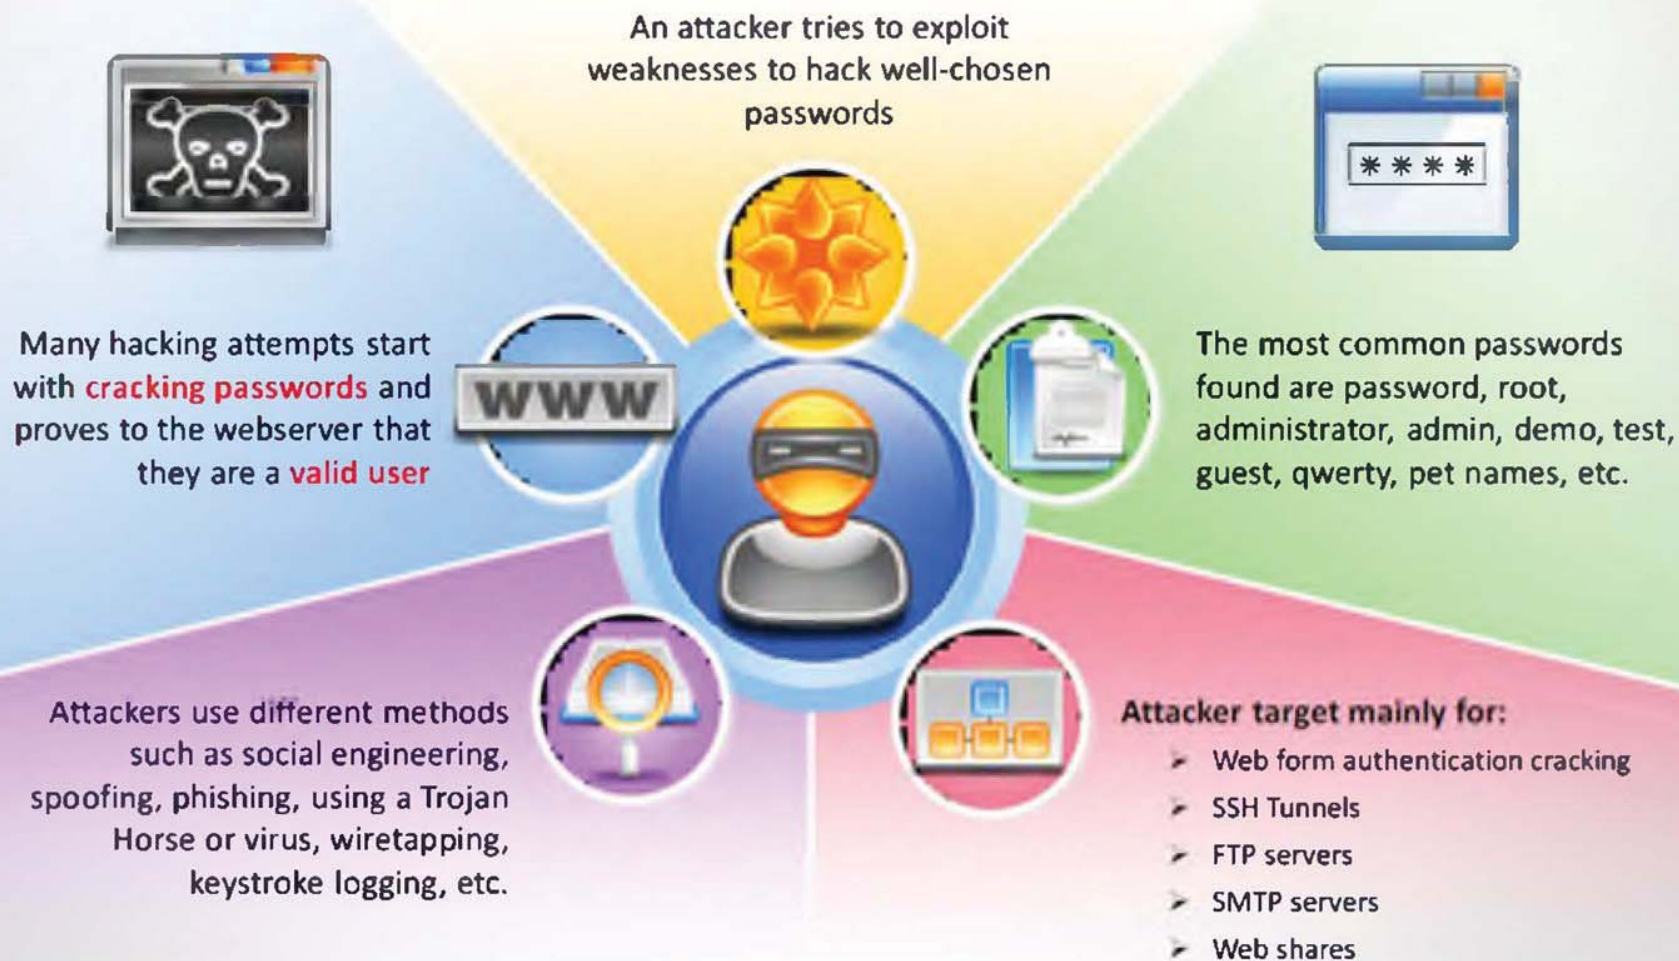 An attacker tries to exploit
weaknesses to hack well-chosen
passwords
* * * *
Many hacking attempts start
with cracking passwords and
proves to the webserver that
they are a valid user
WWW
The most common passwords
found are password, root,
administrator, admin, demo, test,
guest, qwerty, pet names, etc.
Attackers use different methods
such as social engineering,
spoofing, phishing, using a Trojan
Horse or virus, wiretapping,
keystroke logging, etc.
Attacker target mainly for:
➤ Web form authentication cracking
➤ SSH Tunnels
➤ FTP servers
➤ SMTP servers
➤ Web shares